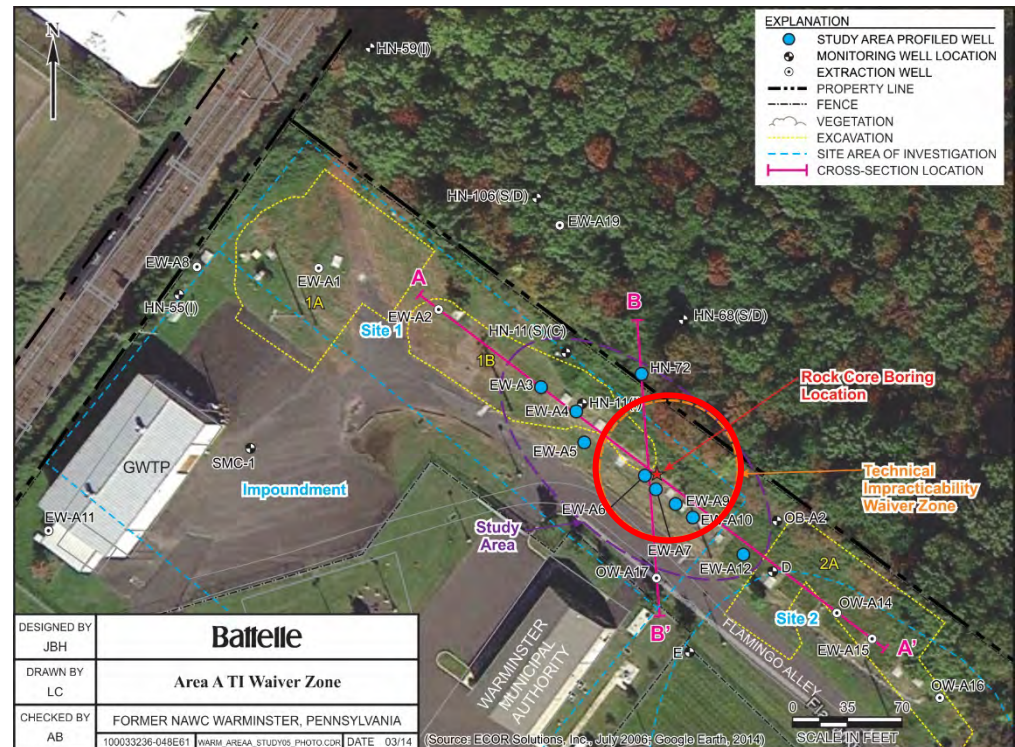 N
EXPLANATION
STUDY AREA PROFILED WELL
MONITORING WELL LOCATION
EXTRACTION WELL
PROPERTY LINE
FENCE
VEGETATION
EXCAVATION
SITE AREA OF INVESTIGATION
CROSS-SECTION LOCATION
HN-59(I)
HN-106(S/D)
EW-A19
EW-A8
EW-A1
HN-55(I)
1A
A
EW-A2
Site 1
B
HN-68(S/D)
HN-11(S)(C)
1B
HN-72
EW-A3
Rock Core Boring
Location
EW-A4
EW-A5
SMC-1
GWTP
Impoundment
Technical
Impracticability
Waiver Zone
EW-A9
EW-A6
EW-A10
OB-A2
Study
Area
EW-A11
EW-A7
EW-A12
2A
D
OW-A17
OW-A14
Site 2
B'
EW-A15
A'
E
FLAMINGO ALLEY
WARMINSTER
MUNICIPAL
AUTHORITY
OW-A16
0 35 70
SCALE IN FEET
DESIGNED BY
JBH
Battelle
DRAWN BY
LC
Area A TI Waiver Zone
CHECKED BY
AB
FORMER NAWC WARMINSTER, PENNSYLVANIA
100033236-048E61 WARM_AREAA_STUDY05_PHOTO.CDR DATE 03/14
(Source: ECOR Solutions, Inc., July 2006; Google Earth, 2014)